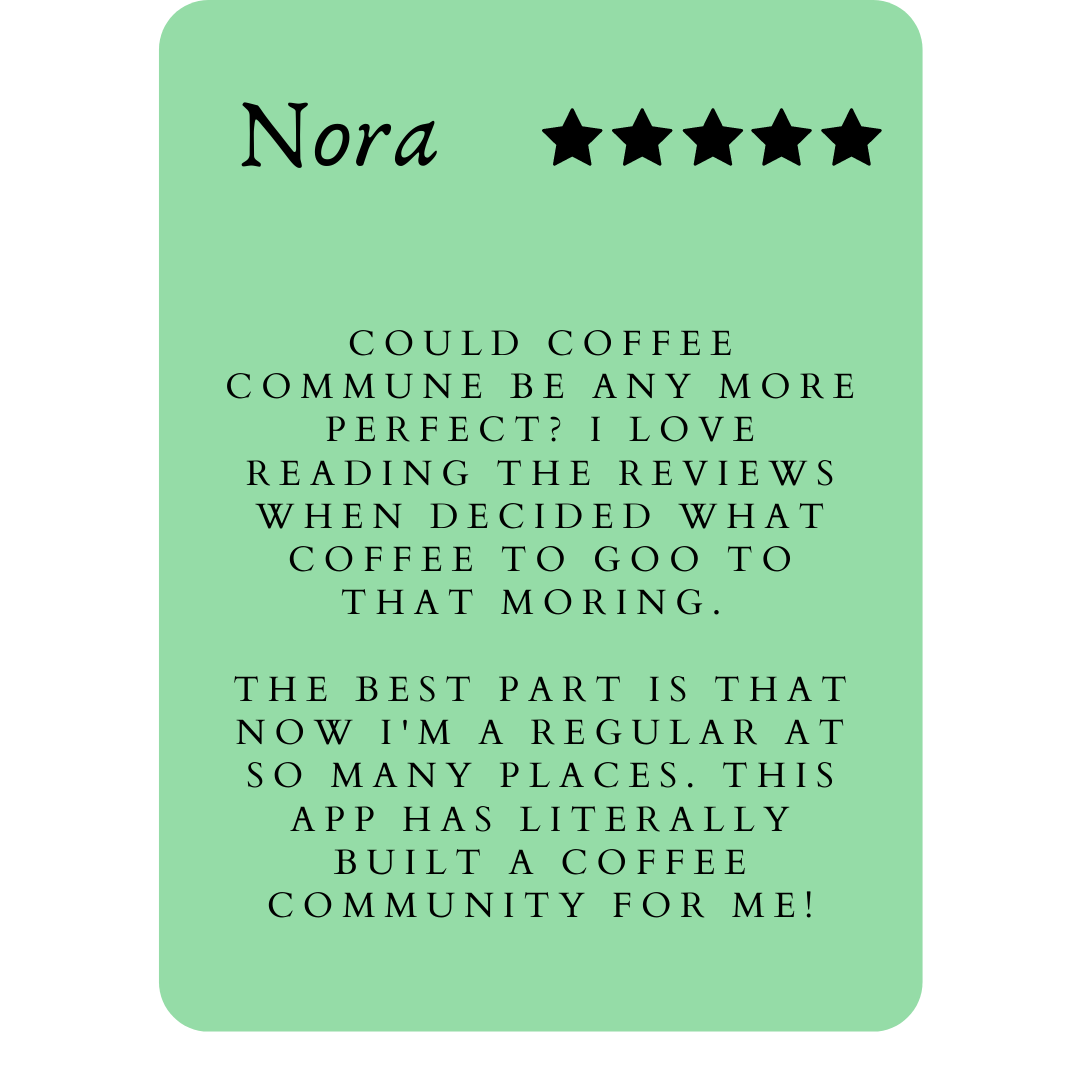 Nora
COULD COFFEE
COMMUNE BE ANY MORE
PERFECT? I LOVE
READING THE REVIEWS
WHEN DECIDED WHAT
COFFEE TO GOO TO
THAT MORING.
THE BEST PART IS THAT
NOW I'M A REGULAR AT
SO MANY PLACES. THIS
APP HAS LITERALLY
BUILT A COFFEE
COMMUNITY FOR ME!